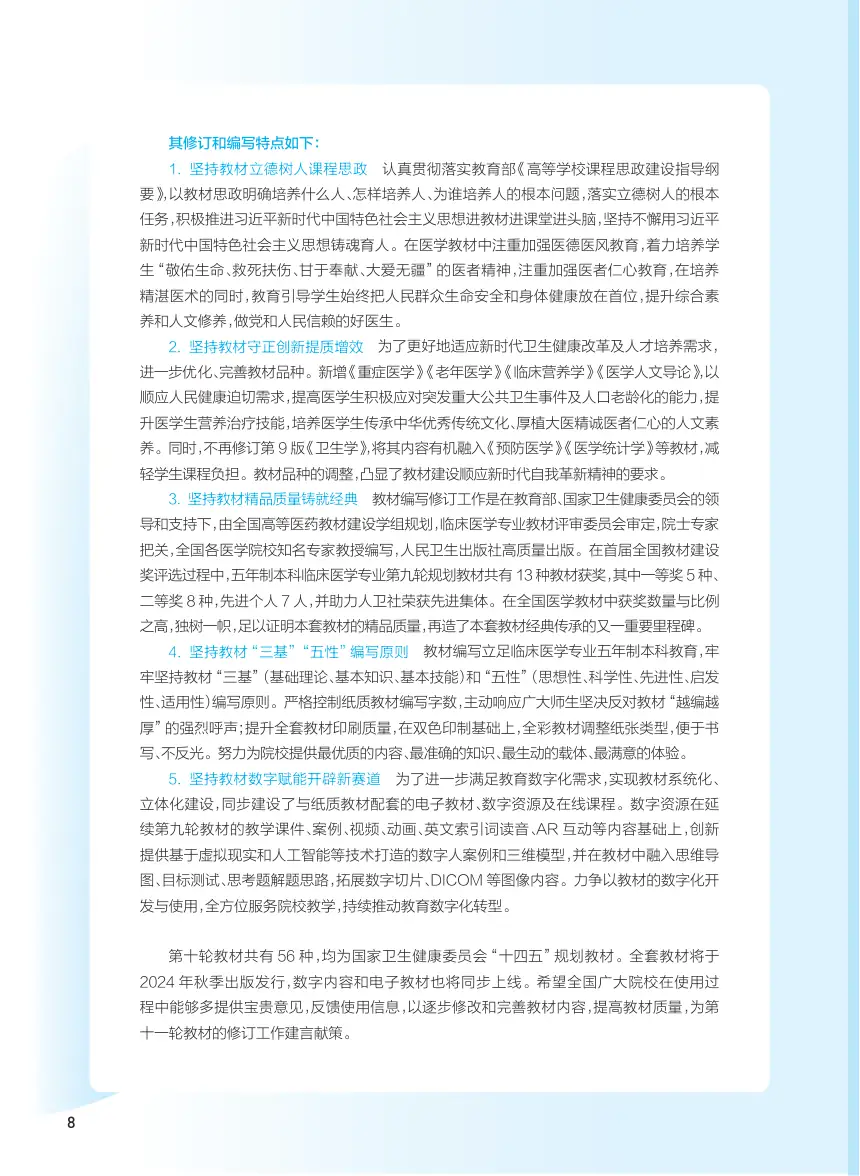 其修订和编写特点如下：
1. 坚持教材立德树人课程思政 认真贯彻落实教育部《高等学校课程思政建设指导纲
要》，以教材思政明确培养什么人、怎样培养人、为谁培养人的根本问题，落实立德树人的根本
任务，积极推进习近平新时代中国特色社会主义思想进教材进课堂进头脑，坚持不懈用习近平
新时代中国特色社会主义思想铸魂育人。在医学教材中注重加强医德医风教育，着力培养学
生“敬佑生命、救死扶伤、甘于奉献、大爱无疆”的医者精神，注重加强医者仁心教育，在培养
精湛医术的同时，教育引导学生始终把人民群众生命安全和身体健康放在首位，提升综合素
养和人文修养，做党和人民信赖的好医生。
2. 坚持教材守正创新提质增效 为了更好地适应新时代卫生健康改革及人才培养需求，
进一步优化、完善教材品种。新增《重症医学》《老年医学》《临床营养学》《医学人文导论》，以
顺应人民健康迫切需求，提高医学生积极应对突发重大公共卫生事件及人口老龄化的能力，提
升医学生营养治疗技能，培养医学生传承中华优秀传统文化、厚植大医精诚医者仁心的人文素
养。同时，不再修订第9版《卫生学》，将其内容有机融入《预防医学》《医学统计学》等教材，减
轻学生课程负担。教材品种的调整，凸显了教材建设顺应新时代自我革新精神的要求。
3. 坚持教材精品质量铸就经典 教材编写修订工作是在教育部、国家卫生健康委员会的领
导和支持下，由全国高等医药教材建设学组规划，临床医学专业教材评审委员会审定，院士专家
把关，全国各医学院校知名专家教授编写，人民卫生出版社高质量出版。在首届全国教材建设
奖评选过程中，五年制本科临床医学专业第九轮规划教材共有13种教材获奖，其中一等奖5种、
二等奖8种，先进个人7人，并助力人卫社荣获先进集体。在全国医学教材中获奖数量与比例
之高，独树一帜，足以证明本套教材的精品质量，再造了本套教材经典传承的又一重要里程碑。
4. 坚持教材“三基”“五性”编写原则 教材编写立足临床医学专业五年制本科教育，牢
牢坚持教材“三基”（基础理论、基本知识、基本技能）和“五性”（思想性、科学性、先进性、启发
性、适用性）编写原则。严格控制纸质教材编写字数，主动响应广大师生坚决反对教材“越编越
厚”的强烈呼声；提升全套教材印刷质量，在双色印制基础上，全彩教材调整纸张类型，便于书
写、不反光。努力为院校提供最优质的内容、最准确的知识、最生动的载体、最满意的体验。
5. 坚持教材数字赋能开辟新赛道 为了进一步满足教育数字化需求，实现教材系统化、
立体化建设，同步建设了与纸质教材配套的电子教材、数字资源及在线课程。数字资源在延
续第九轮教材的教学课件、案例、视频、动画、英文索引词读音、AR互动等内容基础上，创新
提供基于虚拟现实和人工智能等技术打造的数字人案例和三维模型，并在教材中融入思维导
图、目标测试、思考题解题思路，拓展数字切片、DICOM等图像内容。力争以教材的数字化开
发与使用，全方位服务院校教学，持续推动教育数字化转型。
第十轮教材共有56种，均为国家卫生健康委员会“十四五”规划教材。全套教材将于
2024年秋季出版发行，数字内容和电子教材也将同步上线。希望全国广大院校在使用过
程中能够多提供宝贵意见，反馈使用信息，以逐步修改和完善教材内容，提高教材质量，为第
十一轮教材的修订工作建言献策。
8